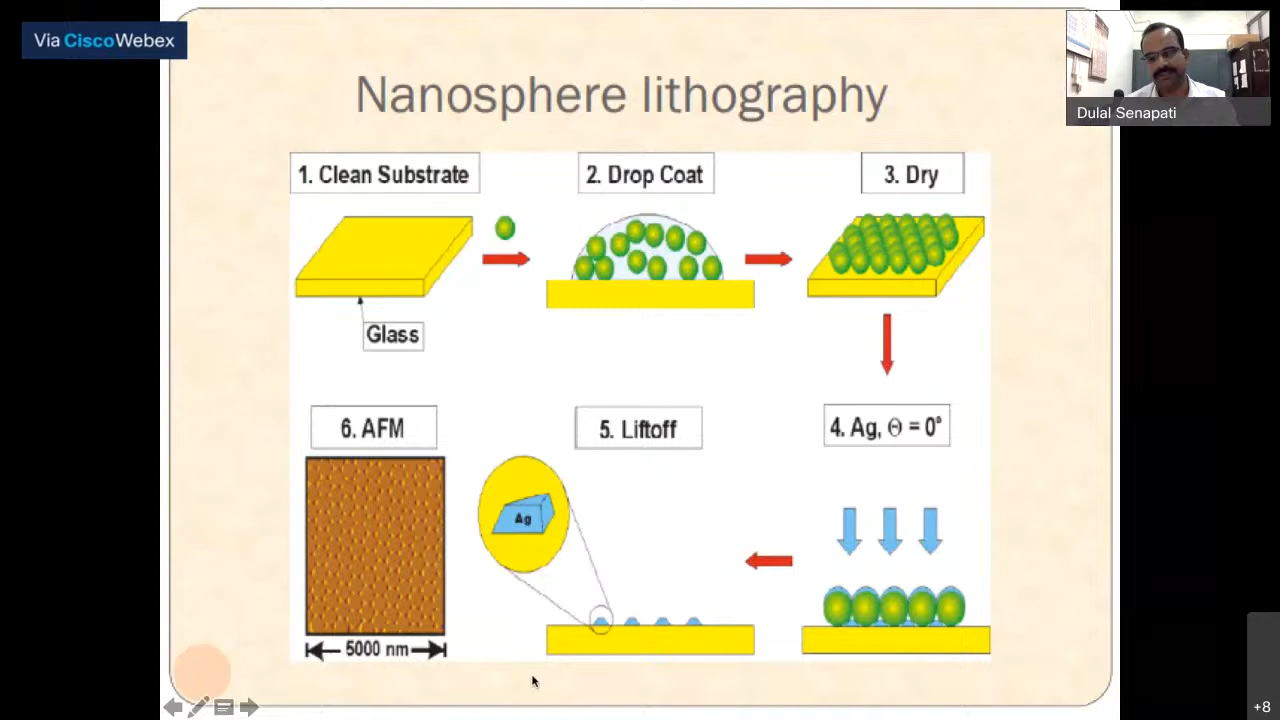 Via CiscoWebex
Dulal Senapati
Nanosphere lithography
1. Clean Substrate
2. Drop Coat
3. Dry
Glass
6. AFM
5. Liftoff
4. Ag, Θ = 0°
Ag
5000 nm
+8